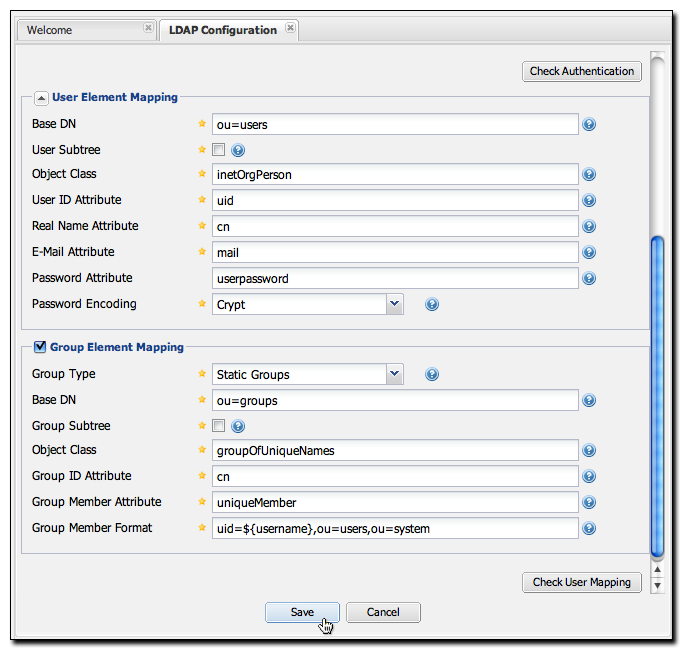 Welcome
LDAP Configuration
Check Authentication
User Element Mapping
Base DN ou=users
User Subtree
Object Class inetOrgPerson
User ID Attribute uid
Real Name Attribute cn
E-Mail Attribute mail
Password Attribute userpassword
Password Encoding Crypt
Group Element Mapping
Group Type Static Groups
Base DN ou=groups
Group Subtree
Object Class groupOfUniqueNames
Group ID Attribute cn
Group Member Attribute uniqueMember
Group Member Format uid=${username},ou=users,ou=system
Check User Mapping
Save Cancel